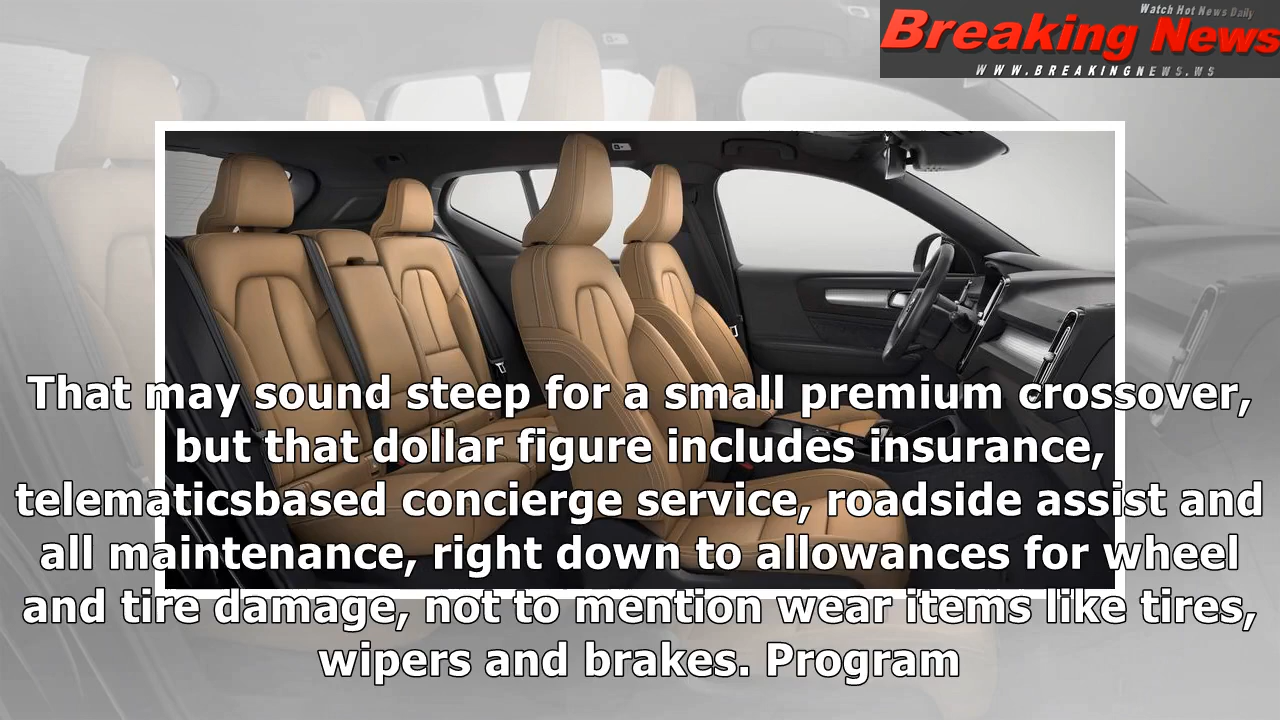 Watch Hot News Daily
Breaking News
WWW.BREAKINGNEWS.WS
That may sound steep for a small premium crossover,
but that dollar figure includes insurance,
telematicsbased concierge service, roadside assist and
all maintenance, right down to allowances for wheel
and tire damage, not to mention wear items like tires,
wipers and brakes. Program